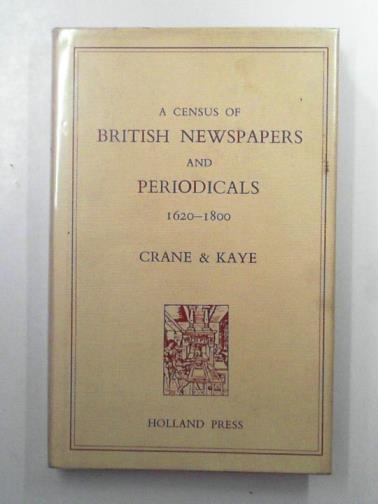 A CENSUS OF
BRITISH NEWSPAPERS
AND
PERIODICALS
1620–1800
CRANE & KAYE
HOLLAND PRESS